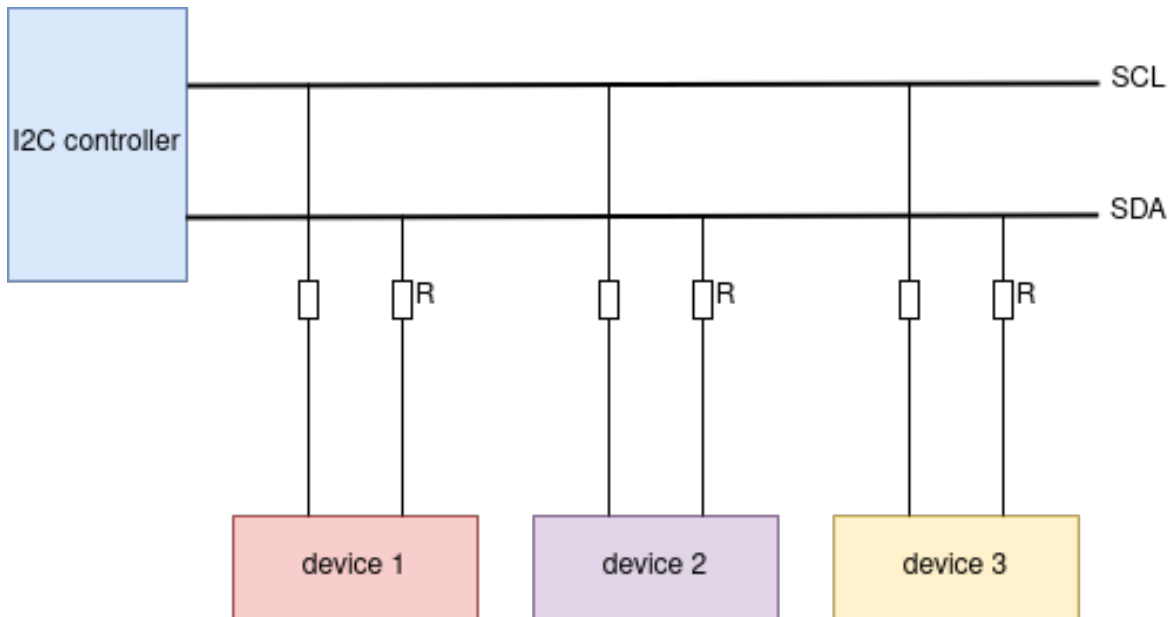 SCL
I2C controller
SDA
R
R
R
device 1
device 2
device 3